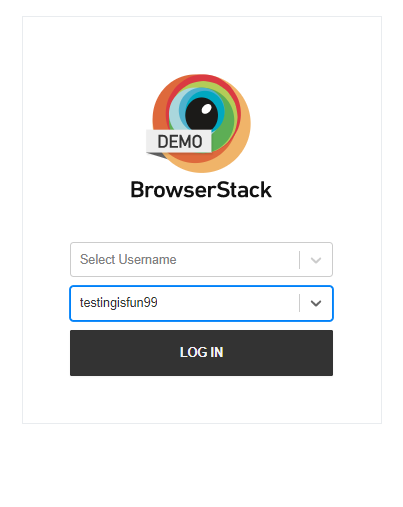 DEMO
BrowserStack
Select Username
testingisfun99
LOG IN